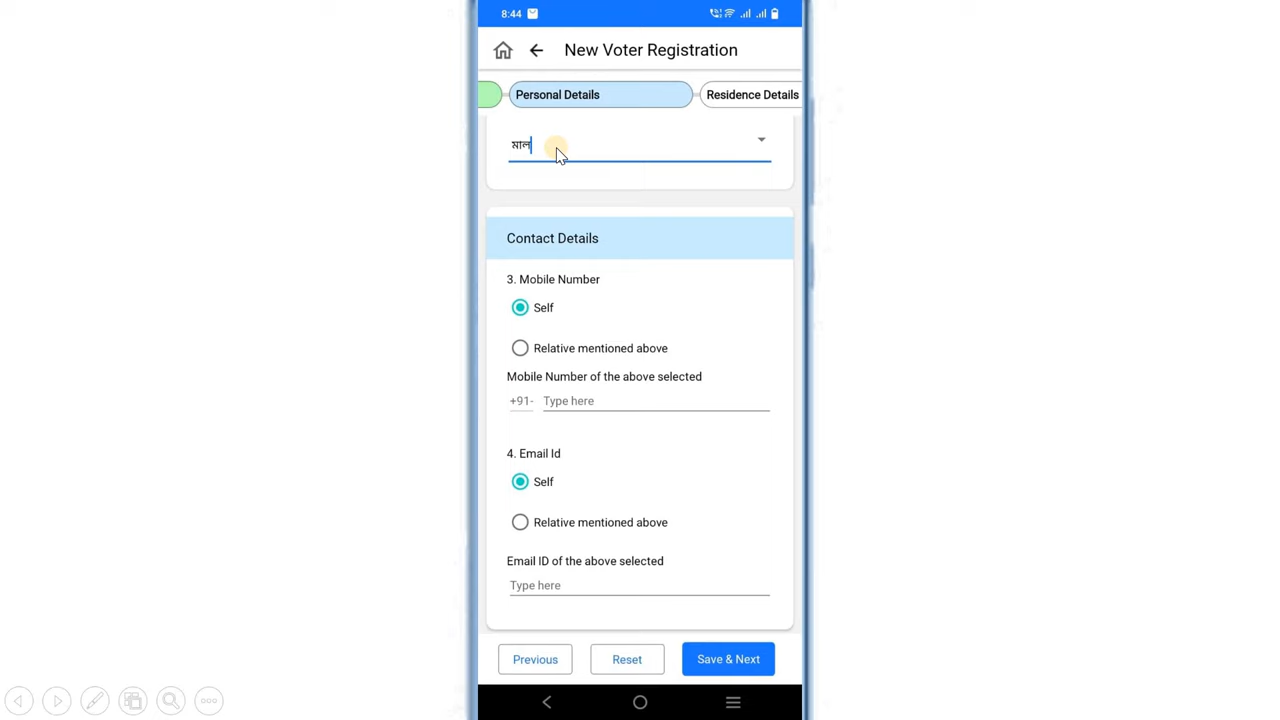 8:44
New Voter Registration
Personal Details
Residence Details
মাল
Contact Details
3. Mobile Number
Self
Relative mentioned above
Mobile Number of the above selected
+91- Type here
4. Email Id
Self
Relative mentioned above
Email ID of the above selected
Type here
Previous Reset Save & Next